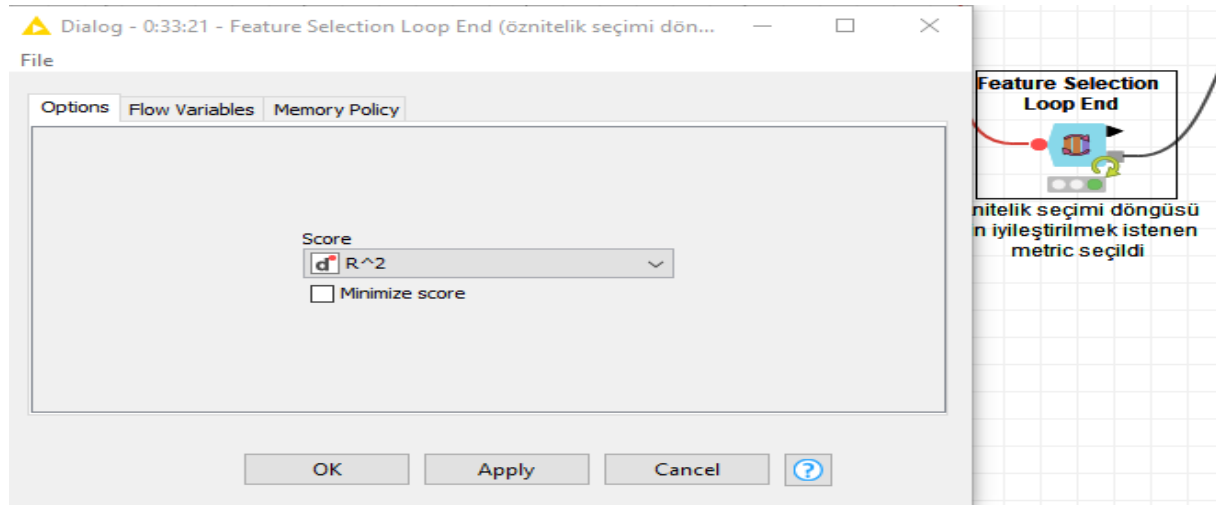 Dialog - 0:33:21 - Feature Selection Loop End (öznitelik seçimi dön...
File
Options Flow Variables Memory Policy
Score
d R^2
Minimize score
OK Apply Cancel ?
Feature Selection
Loop End
nitelik seçimi döngüsü
n iyileştirilmek istenen
metric seçildi